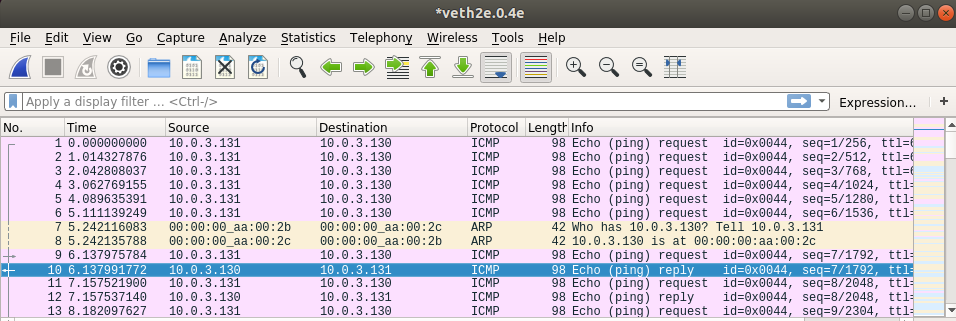 *veth2e.0.4e
File Edit View Go Capture Analyze Statistics Telephony Wireless Tools Help
Apply a display filter ... <Ctrl-/> Expression... +
No. Time Source Destination Protocol Length Info
1 0.000000000 10.0.3.131 10.0.3.130 ICMP 98 Echo (ping) request id=0x0044, seq=1/256, ttl=6
2 1.014327876 10.0.3.131 10.0.3.130 ICMP 98 Echo (ping) request id=0x0044, seq=2/512, ttl=6
3 2.042808037 10.0.3.131 10.0.3.130 ICMP 98 Echo (ping) request id=0x0044, seq=3/768, ttl=6
4 3.062769155 10.0.3.131 10.0.3.130 ICMP 98 Echo (ping) request id=0x0044, seq=4/1024, ttl=
5 4.089635391 10.0.3.131 10.0.3.130 ICMP 98 Echo (ping) request id=0x0044, seq=5/1280, ttl=
6 5.111139249 10.0.3.131 10.0.3.130 ICMP 98 Echo (ping) request id=0x0044, seq=6/1536, ttl=
7 5.242116083 00:00:00_aa:00:2b 00:00:00_aa:00:2c ARP 42 Who has 10.0.3.130? Tell 10.0.3.131
8 5.242135788 00:00:00_aa:00:2c 00:00:00_aa:00:2b ARP 42 10.0.3.130 is at 00:00:00:aa:00:2c
9 6.137975784 10.0.3.131 10.0.3.130 ICMP 98 Echo (ping) request id=0x0044, seq=7/1792, ttl=
10 6.137991772 10.0.3.130 10.0.3.131 ICMP 98 Echo (ping) reply id=0x0044, seq=7/1792, ttl=
11 7.157521900 10.0.3.131 10.0.3.130 ICMP 98 Echo (ping) request id=0x0044, seq=8/2048, ttl=
12 7.157537140 10.0.3.130 10.0.3.131 ICMP 98 Echo (ping) reply id=0x0044, seq=8/2048, ttl=
13 8.182097627 10.0.3.131 10.0.3.130 ICMP 98 Echo (ping) request id=0x0044, seq=9/2304, ttl=